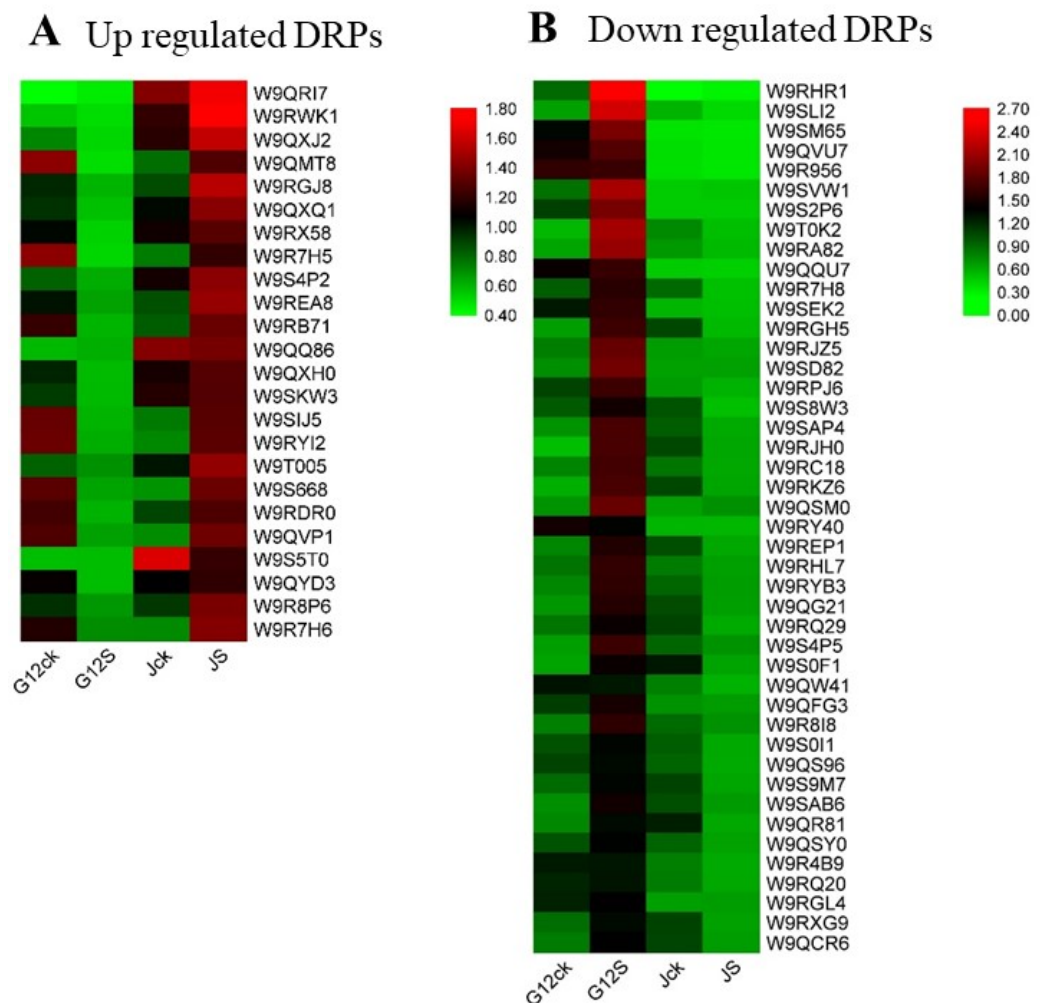 A Up regulated DRPs
W9QRI7
W9RWK1
W9QXJ2
W9QMT8
W9RGJ8
W9QXQ1
W9RX58
W9R7H5
W9S4P2
W9REA8
W9RB71
W9QQ86
W9QXH0
W9SKW3
W9SIJ5
W9RYI2
W9T005
W9S668
W9RDR0
W9QVP1
W9S5T0
W9QYD3
W9R8P6
W9R7H6
G12ck G12S Jck JS
1.80
1.60
1.40
1.20
1.00
0.80
0.60
0.40
B Down regulated DRPs
W9RHR1
W9SLI2
W9SM65
W9QVU7
W9R956
W9SVW1
W9S2P6
W9T0K2
W9RA82
W9QQU7
W9R7H8
W9SEK2
W9RGH5
W9RJZ5
W9SD82
W9RPJ6
W9S8W3
W9SAP4
W9RJH0
W9RC18
W9RKZ6
W9QSM0
W9RY40
W9REP1
W9RHL7
W9RYB3
W9QG21
W9RQ29
W9S4P5
W9S0F1
W9QW41
W9QFG3
W9R8I8
W9S0I1
W9QS96
W9S9M7
W9SAB6
W9QR81
W9QSY0
W9R4B9
W9RQ20
W9RGL4
W9RXG9
W9QCR6
G12ck G12S Jck JS
2.70
2.40
2.10
1.80
1.50
1.20
0.90
0.60
0.30
0.00